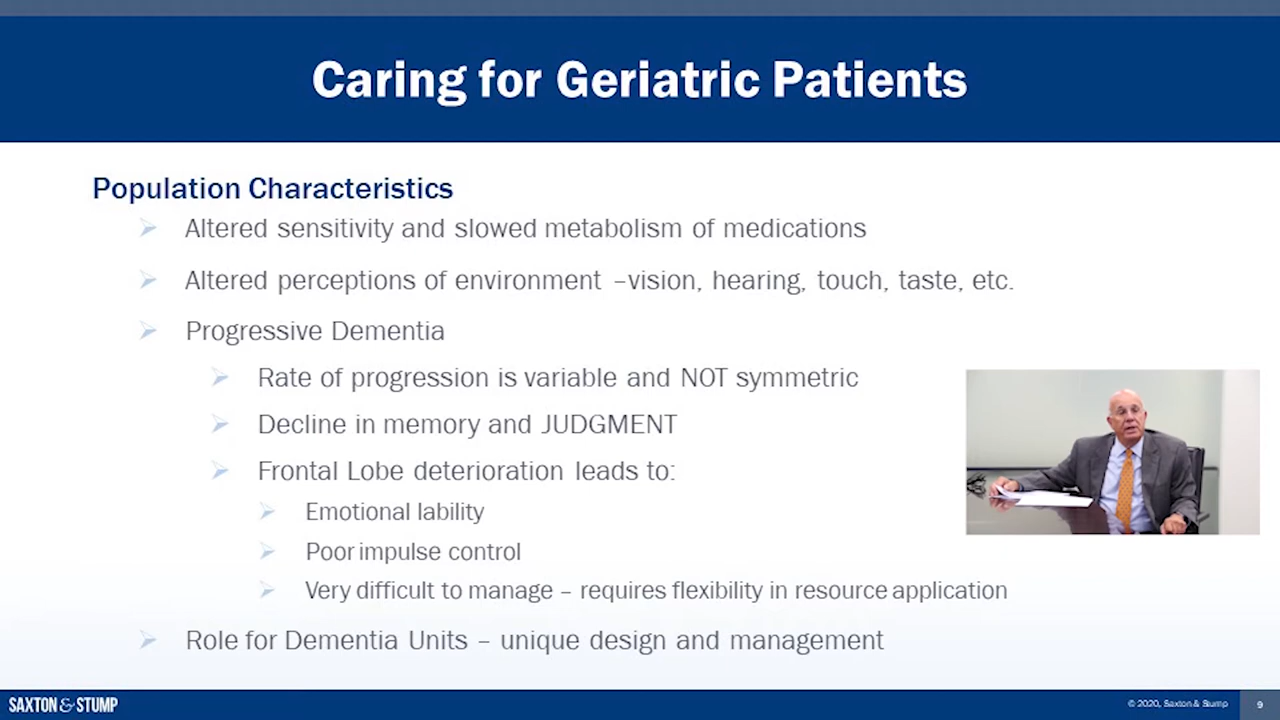 Caring for Geriatric Patients
Population Characteristics
Altered sensitivity and slowed metabolism of medications
Altered perceptions of environment –vision, hearing, touch, taste, etc.
Progressive Dementia
Rate of progression is variable and NOT symmetric
Decline in memory and JUDGMENT
Frontal Lobe deterioration leads to:
Emotional lability
Poor impulse control
Very difficult to manage – requires flexibility in resource application
Role for Dementia Units – unique design and management
SAXTON & STUMP
© 2020, Saxton & Stump
9